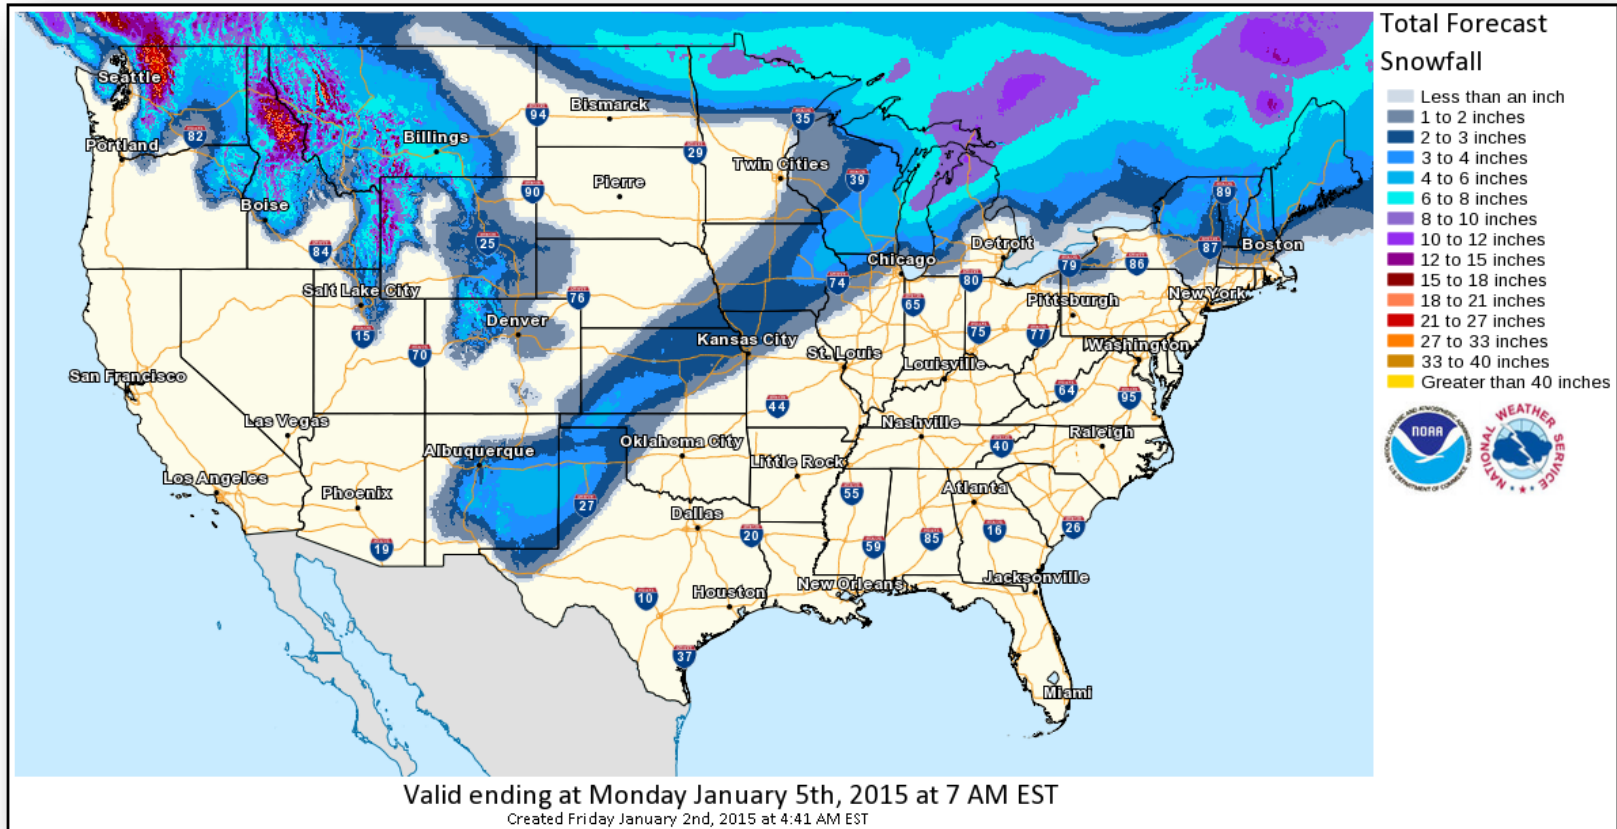 Total Forecast
Snowfall
Less than an inch
1 to 2 inches
2 to 3 inches
3 to 4 inches
4 to 6 inches
6 to 8 inches
8 to 10 inches
10 to 12 inches
12 to 15 inches
15 to 18 inches
18 to 21 inches
21 to 27 inches
27 to 33 inches
33 to 40 inches
Greater than 40 inches
NOAA
NATIONAL WEATHER SERVICE
Seattle
Portland
82
Billings
94
Bismarck
35
29
Twin Cities
Pierre
90
39
89
Boise
84
25
Chicago
Detroit
87
Boston
79
86
Salt Lake City
76
74
80
65
Pittsburgh
New York
15
Denver
70
Kansas City
St. Louis
75
77
Washington
Louisville
San Francisco
64
95
44
Las Vegas
Nashville
Raleigh
Albuquerque
Oklahoma City
40
Little Rock
Los Angeles
Phoenix
27
55
Atlanta
Dallas
20
19
59
85
16
26
New Orleans
Jacksonville
10
Houston
37
Miami
Valid ending at Monday January 5th, 2015 at 7 AM EST
Created Friday January 2nd, 2015 at 4:41 AM EST